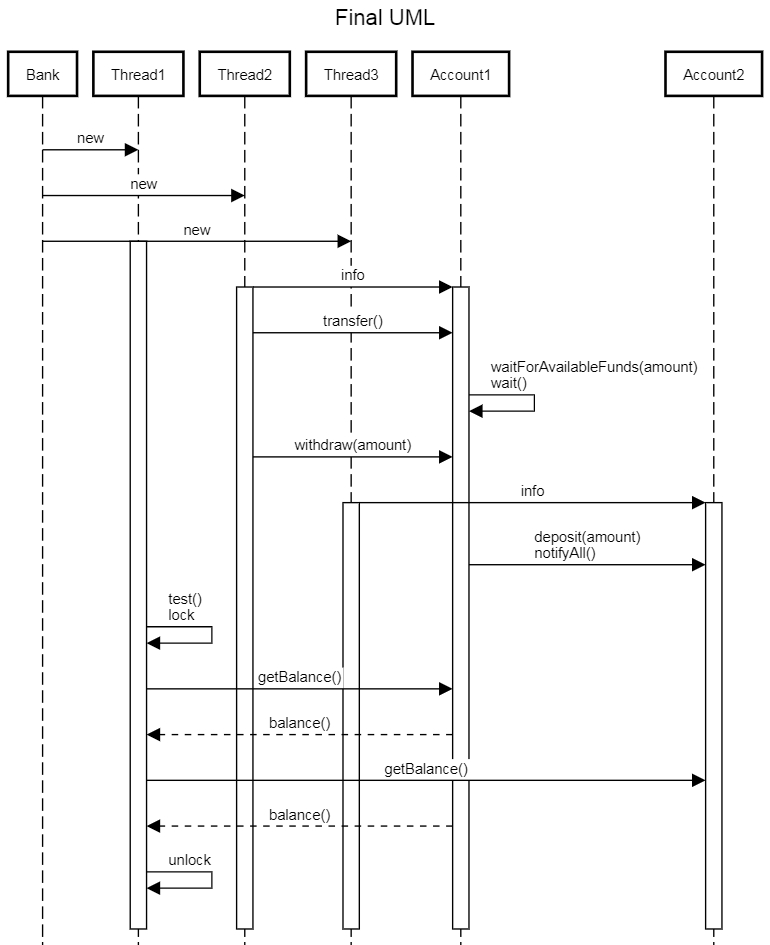 Final UML
Bank
Thread1
Thread2
Thread3
Account1
Account2
new
new
new
info
transfer()
waitForAvailableFunds(amount)
wait()
withdraw(amount)
info
deposit(amount)
notifyAll()
test()
lock
getBalance()
balance()
getBalance()
balance()
unlock